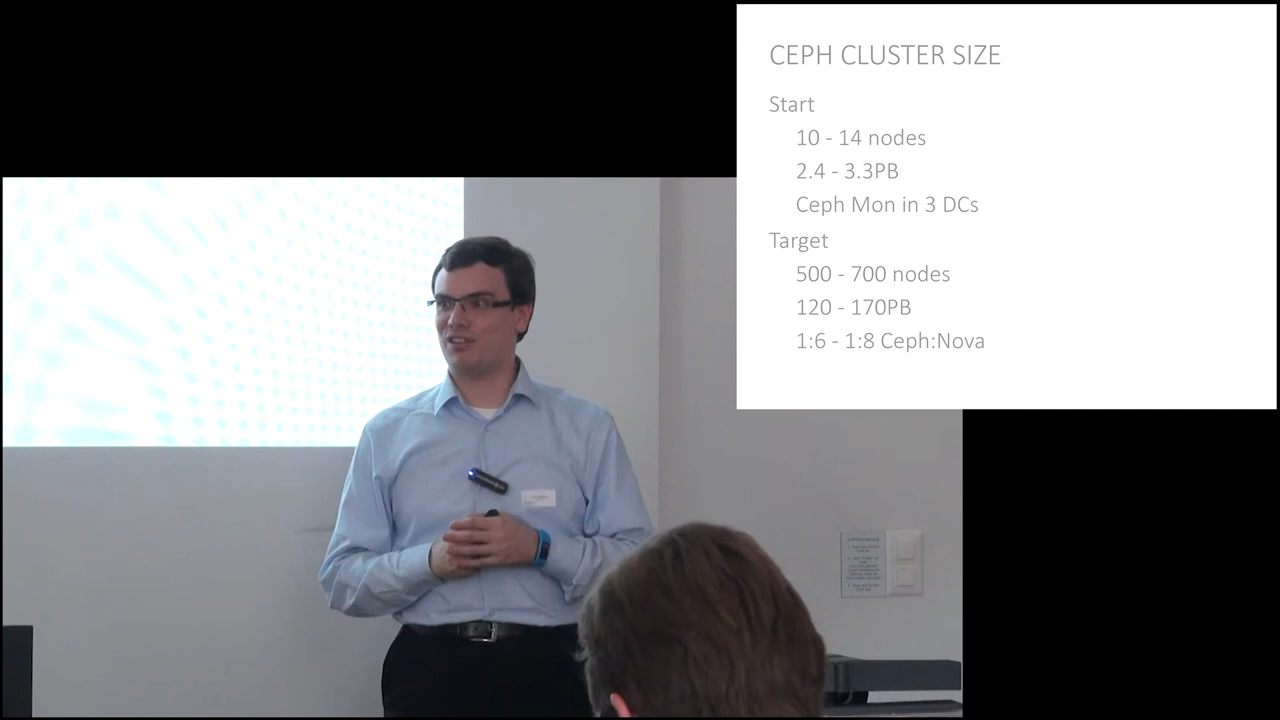 CEPH CLUSTER SIZE
Start
10 - 14 nodes
2.4 - 3.3PB
Ceph Mon in 3 DCs
Target
500 - 700 nodes
120 - 170PB
1:6 - 1:8 Ceph:Nova